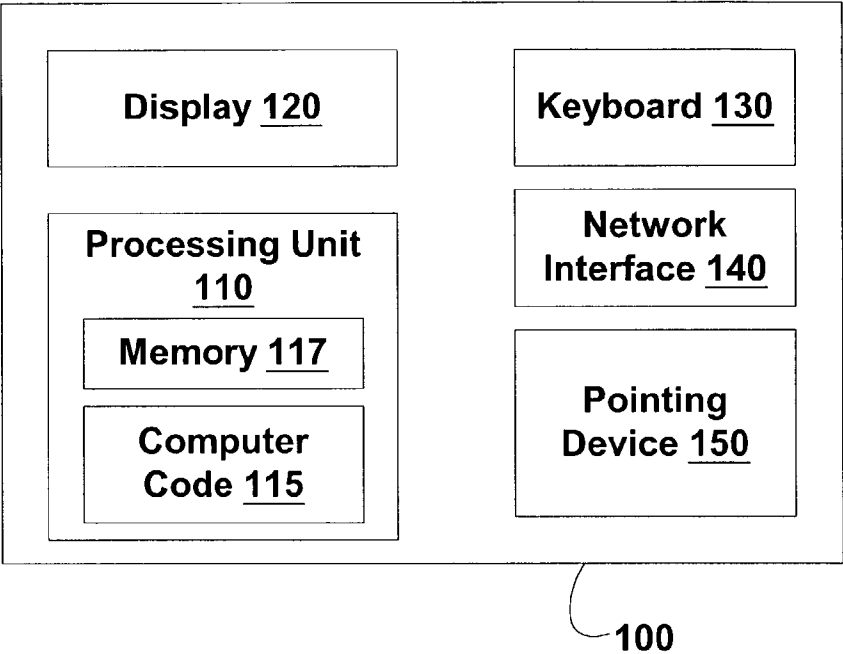 Display 120
Keyboard 130
Processing Unit
110
Memory 117
Computer
Code 115
Network
Interface 140
Pointing
Device 150
100